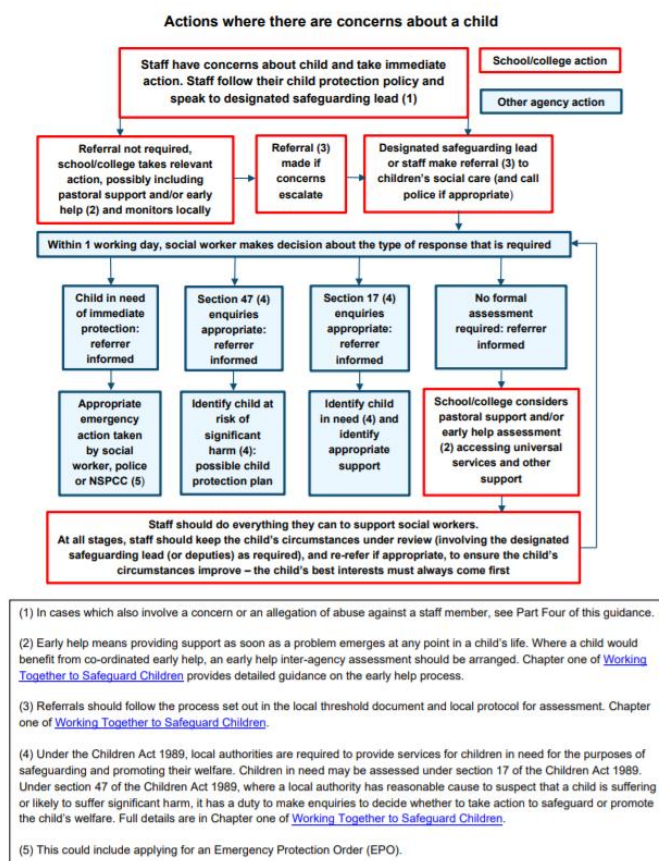 Actions where there are concerns about a child
Staff have concerns about child and take immediate
action. Staff follow their child protection policy and
speak to designated safeguarding lead (1)
School/college action
Other agency action
Referral not required,
school/college takes relevant
action, possibly including
pastoral support and/or early
help (2) and monitors locally
Referral (3)
made if
concerns
escalate
Designated safeguarding lead
or staff make referral (3) to
children's social care (and call
police if appropriate)
Within 1 working day, social worker makes decision about the type of response that is required
Child in need
of immediate
protection:
referrer
informed
Section 47 (4)
enquiries
appropriate:
referrer
informed
Section 17 (4)
enquiries
appropriate:
referrer
informed
No formal
assessment
required: referrer
informed
Appropriate
emergency
action taken
by social
worker, police
or NSPCC (5)
Identify child at
risk of
significant
harm (4):
possible child
protection plan
Identify child
in need (4) and
identify
appropriate
support
School/college considers
pastoral support and/or
early help assessment
(2) accessing universal
services and other
support
Staff should do everything they can to support social workers.
At all stages, staff should keep the child's circumstances under review (involving the designated
safeguarding lead (or deputies) as required), and re-refer if appropriate, to ensure the child's
circumstances improve – the child's best interests must always come first
(1) In cases which also involve a concern or an allegation of abuse against a staff member, see Part Four of this guidance.
(2) Early help means providing support as soon as a problem emerges at any point in a child's life. Where a child would
benefit from co-ordinated early help, an early help inter-agency assessment should be arranged. Chapter one of Working
Together to Safeguard Children provides detailed guidance on the early help process.
(3) Referrals should follow the process set out in the local threshold document and local protocol for assessment. Chapter
one of Working Together to Safeguard Children.
(4) Under the Children Act 1989, local authorities are required to provide services for children in need for the purposes of
safeguarding and promoting their welfare. Children in need may be assessed under section 17 of the Children Act 1989.
Under section 47 of the Children Act 1989, where a local authority has reasonable cause to suspect that a child is suffering
or likely to suffer significant harm, it has a duty to make enquiries to decide whether to take action to safeguard or promote
the child's welfare. Full details are in Chapter one of Working Together to Safeguard Children.
(5) This could include applying for an Emergency Protection Order (EPO).